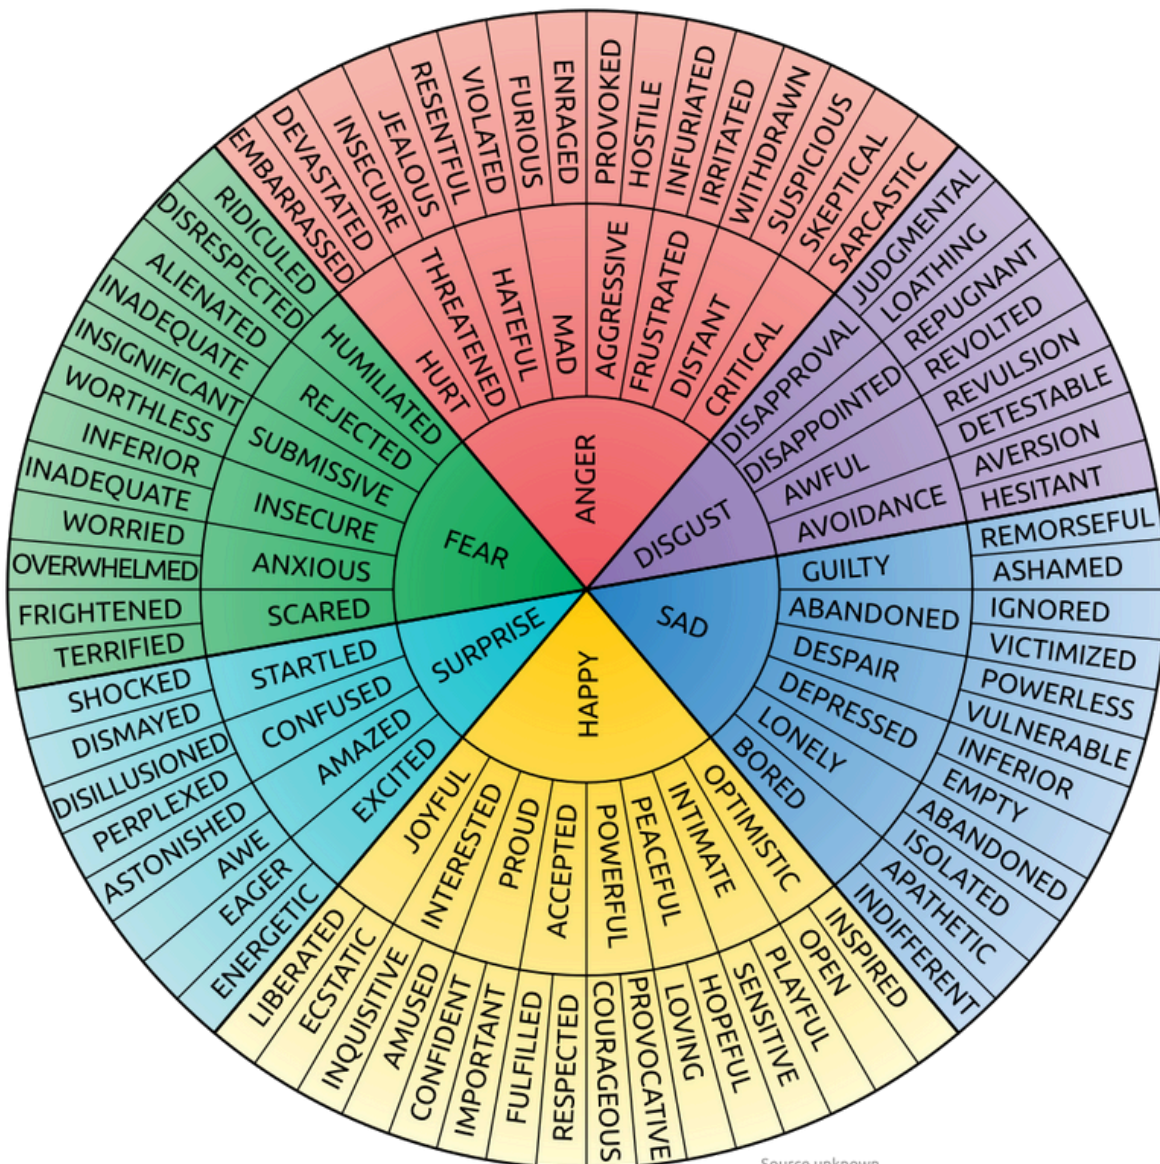 ANGER
HURT
THREATENED
HATEFUL
MAD
AGGRESSIVE
FRUSTRATED
DISTANT
CRITICAL
EMBARRASSED
DEVASTATED
INSECURE
JEALOUS
RESENTFUL
VIOLATED
FURIOUS
ENRAGED
PROVOKED
HOSTILE
INFURIATED
IRRITATED
WITHDRAWN
SUSPICIOUS
SKEPTICAL
SARCASTIC
DISGUST
DISAPPROVAL
DISAPPOINTED
AWFUL
AVOIDANCE
JUDGMENTAL
LOATHING
REPUGNANT
REVOLTED
REVULSION
DETESTABLE
AVERSION
HESITANT
SAD
GUILTY
ABANDONED
DESPAIR
DEPRESSED
LONELY
BORED
REMORSEFUL
ASHAMED
IGNORED
VICTIMIZED
POWERLESS
VULNERABLE
INFERIOR
EMPTY
ABANDONED
ISOLATED
APATHETIC
INDIFFERENT
HAPPY
OPTIMISTIC
INTIMATE
PEACEFUL
POWERFUL
ACCEPTED
PROUD
INTERESTED
JOYFUL
INSPIRED
OPEN
PLAYFUL
SENSITIVE
HOPEFUL
LOVING
PROVOCATIVE
COURAGEOUS
RESPECTED
FULFILLED
IMPORTANT
CONFIDENT
AMUSED
INQUISITIVE
ECSTATIC
LIBERATED
SURPRISE
EXCITED
AMAZED
CONFUSED
STARTLED
ENERGETIC
EAGER
AWE
ASTONISHED
PERPLEXED
DISILLUSIONED
DISMAYED
SHOCKED
FEAR
SCARED
ANXIOUS
INSECURE
SUBMISSIVE
REJECTED
HUMILIATED
TERRIFIED
FRIGHTENED
OVERWHELMED
WORRIED
INADEQUATE
INFERIOR
WORTHLESS
INSIGNIFICANT
INADEQUATE
ALIENATED
DISRESPECTED
RIDICULED
Source unknown